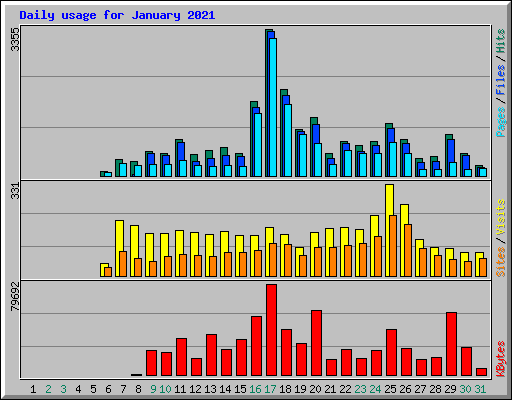 Daily usage for January 2021
3355
Pages / Files / Hits
331
Sites / Visits
79692
KBytes
1 2 3 4 5 6 7 8 9 10 11 12 13 14 15 16 17 18 19 20 21 22 23 24 25 26 27 28 29 30 31